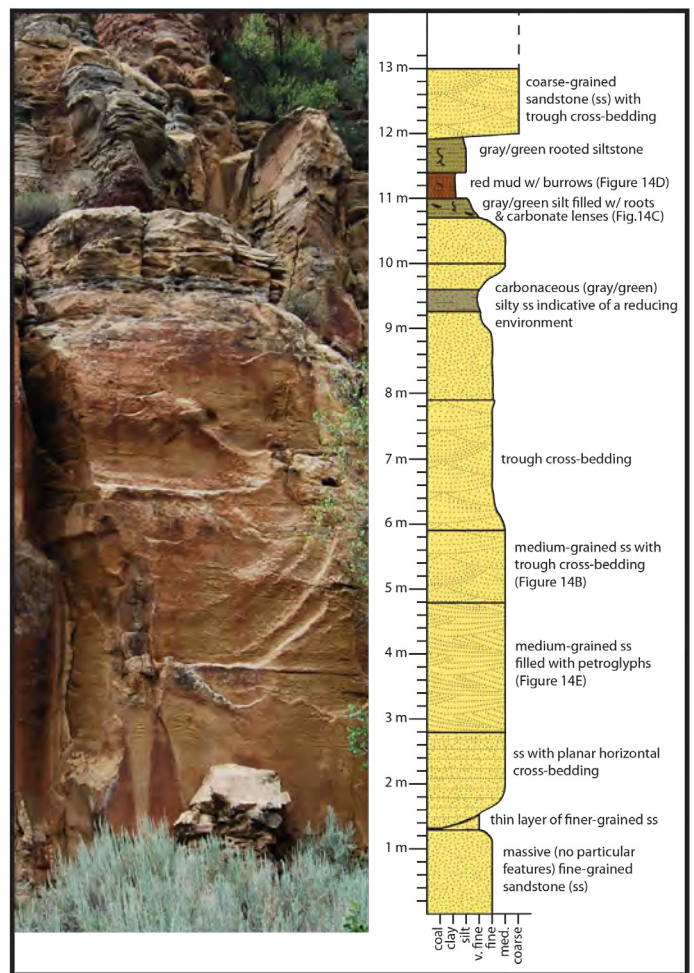 13 m
coarse-grained
sandstone (ss) with
trough cross-bedding
12 m
gray/green rooted siltstone
red mud w/ burrows (Figure 14D)
11 m
gray/green silt filled w/ roots
& carbonate lenses (Fig.14C)
10 m
carbonaceous (gray/green)
silty ss indicative of a reducing
environment
9 m
8 m
7 m
trough cross-bedding
6 m
medium-grained ss with
trough cross-bedding
(Figure 14B)
5 m
medium-grained ss
filled with petroglyphs
(Figure 14E)
4 m
3 m
ss with planar horizontal
cross-bedding
2 m
thin layer of finer-grained ss
1 m
massive (no particular
features) fine-grained
sandstone (ss)
coal
clay
silt
v. fine
fine
med.
coarse